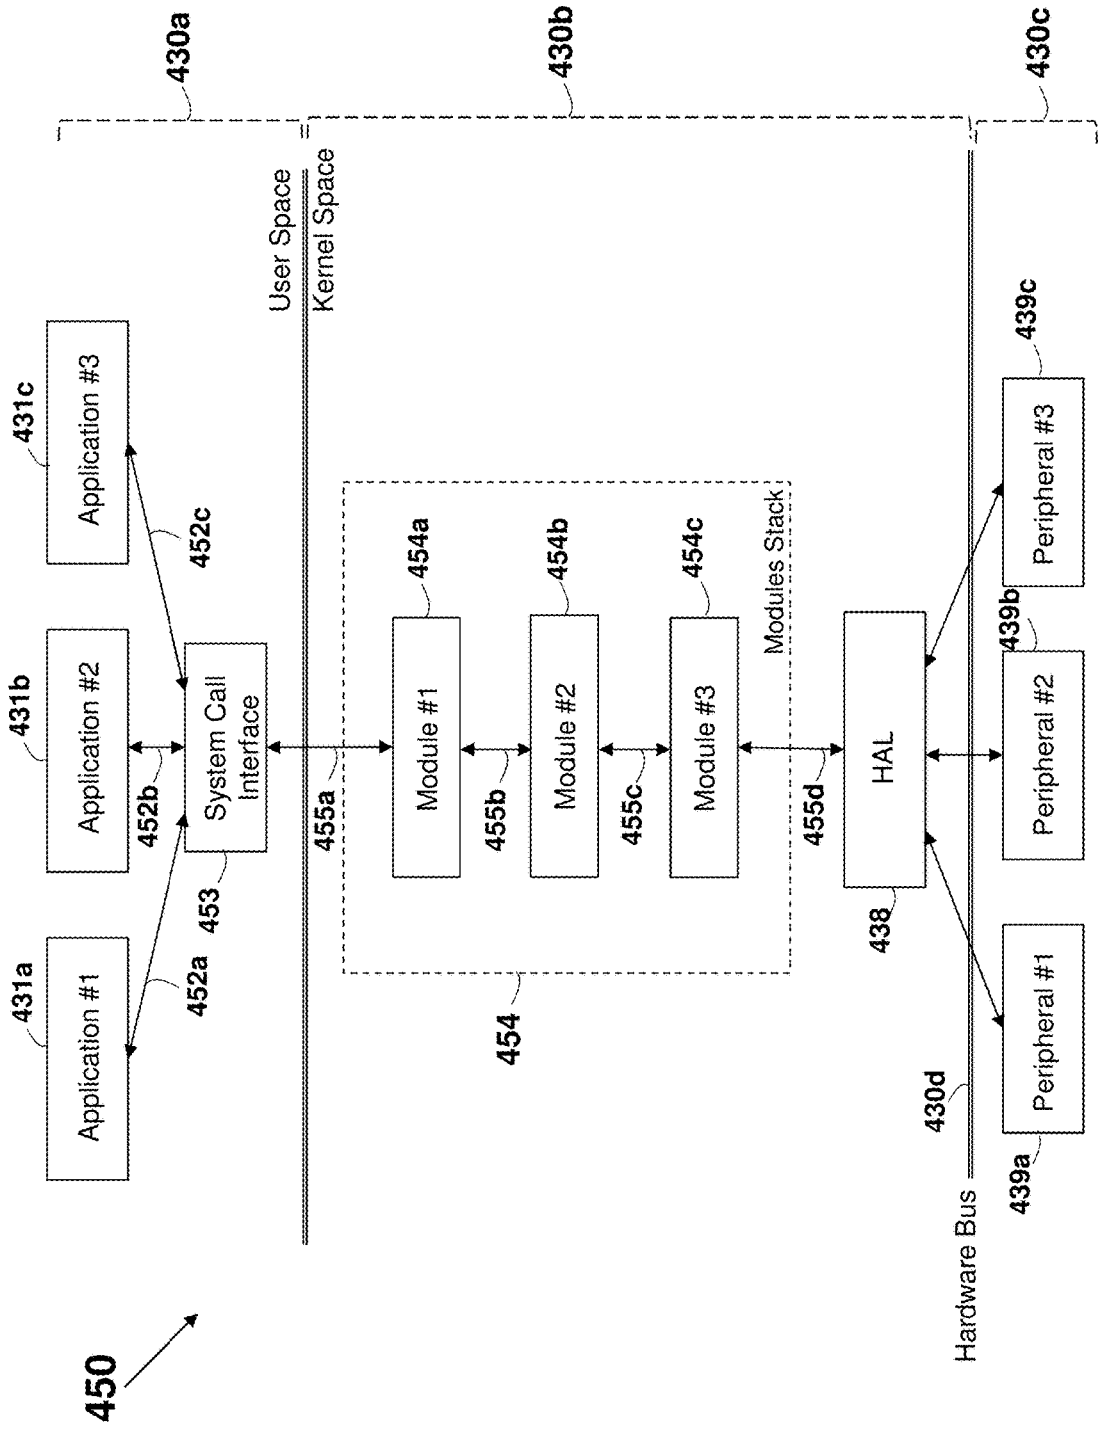 450
430a
430b
430c
431a
Application #1
431b
Application #2
431c
Application #3
452a
452b
452c
453
System Call
Interface
User Space
Kernel Space
455a
454
Module #1
454a
455b
Module #2
454b
455c
Module #3
454c
Modules Stack
455d
438
HAL
430d
Hardware Bus
439a
Peripheral #1
439b
Peripheral #2
439c
Peripheral #3